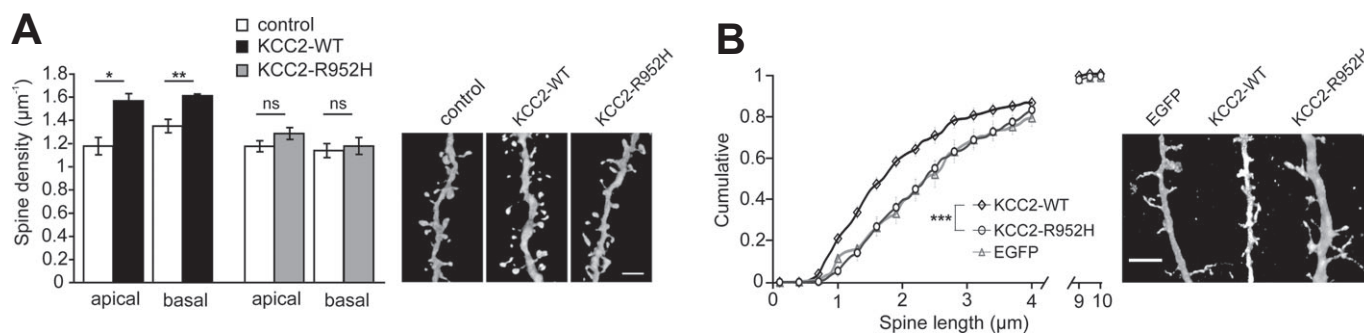 A
control
KCC2-WT
KCC2-R952H
Spine density (µm⁻¹)
1.8
1.6
1.4
1.2
1.0
0.8
0.6
0.4
0.2
0
* ** ns ns
apical basal apical basal
control KCC2-WT KCC2-R952H
B
Cumulative
1
0.8
0.6
0.4
0.2
0
0 1 2 3 4 9 10
Spine length (µm)
*** KCC2-WT
KCC2-R952H
EGFP
EGFP KCC2-WT KCC2-R952H